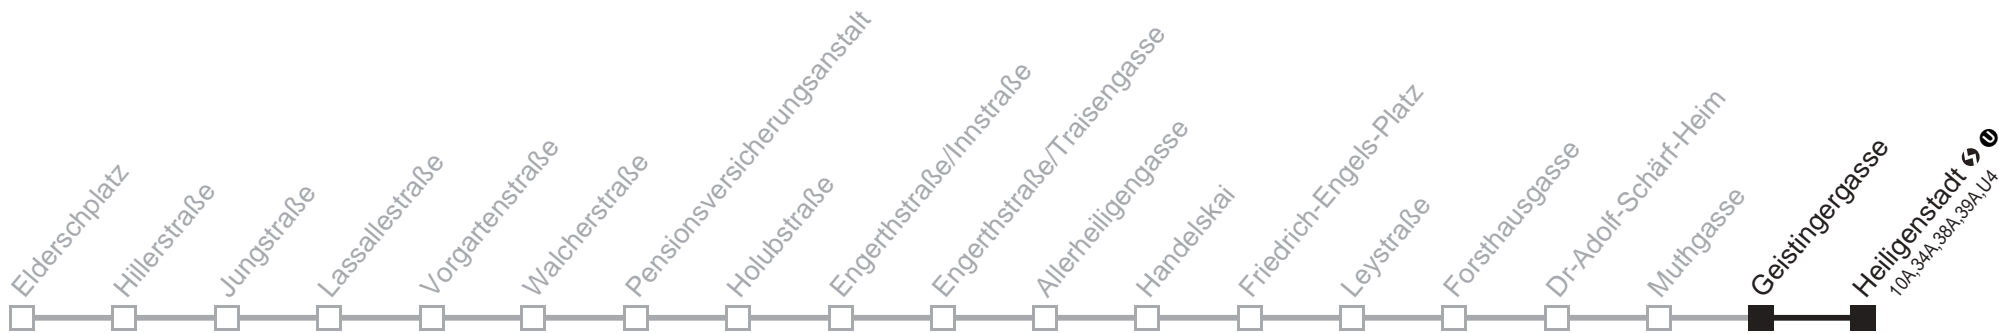 Elderschplatz
Hillerstraße
Jungstraße
Lassallestraße
Vorgartenstraße
Walcherstraße
Pensionsversicherungsanstalt
Holubstraße
Engerthstraße/Innstraße
Engerthstraße/Traisengasse
Allerheiligengasse
Handelskai
Friedrich-Engels-Platz
Leystraße
Forsthausgasse
Dr-Adolf-Schärf-Heim
Muthgasse
Geistingergasse
Heiligenstadt S U
10A,34A,38A,39A,U4